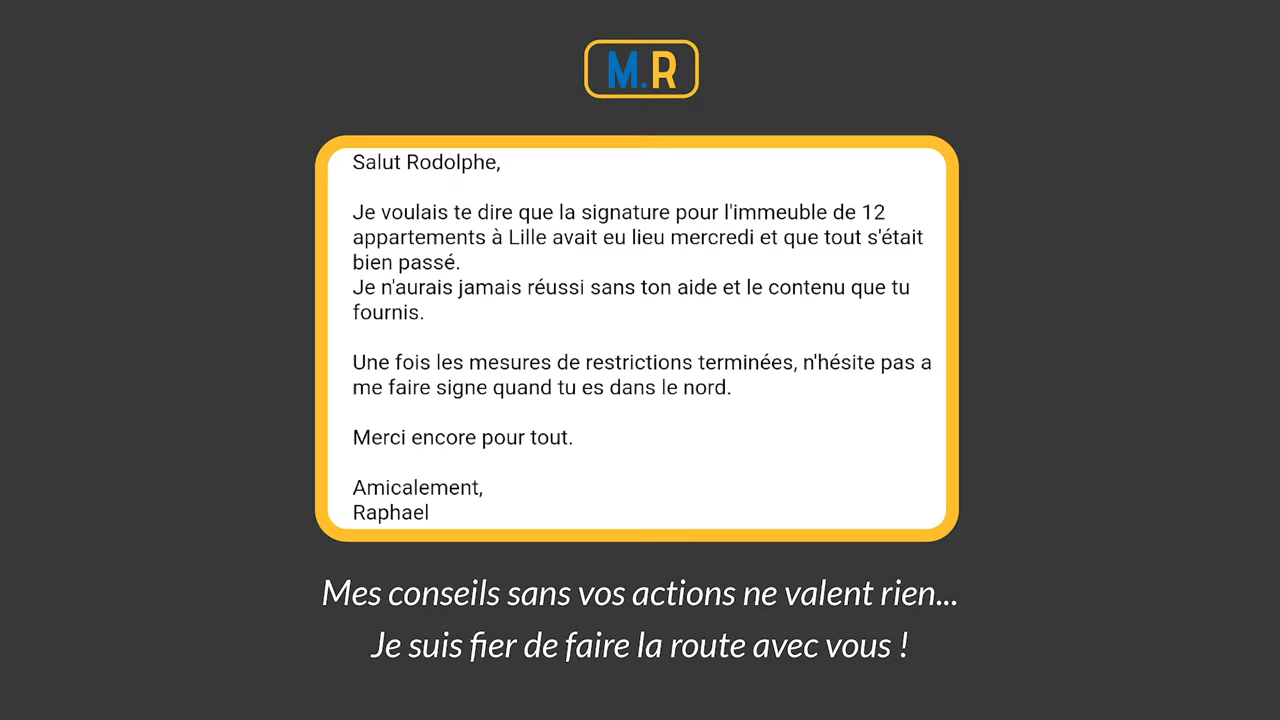 M.R
Salut Rodolphe,
Je voulais te dire que la signature pour l'immeuble de 12
appartements à Lille avait eu lieu mercredi et que tout s'était
bien passé.
Je n'aurais jamais réussi sans ton aide et le contenu que tu
fournis.
Une fois les mesures de restrictions terminées, n'hésite pas a
me faire signe quand tu es dans le nord.
Merci encore pour tout.
Amicalement,
Raphael
Mes conseils sans vos actions ne valent rien...
Je suis fier de faire la route avec vous !